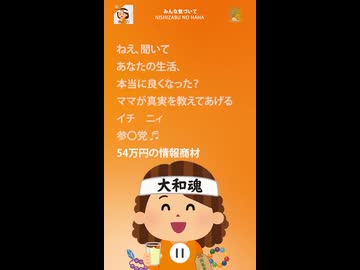 みんな気づいて
NISHIZABU NO HAHA
ねえ、聞いて
あなたの生活、
本当に良くなった?
ママが真実を教えてあげる
イチ　ニィ
参〇党♬
54万円の情報商材
大和魂